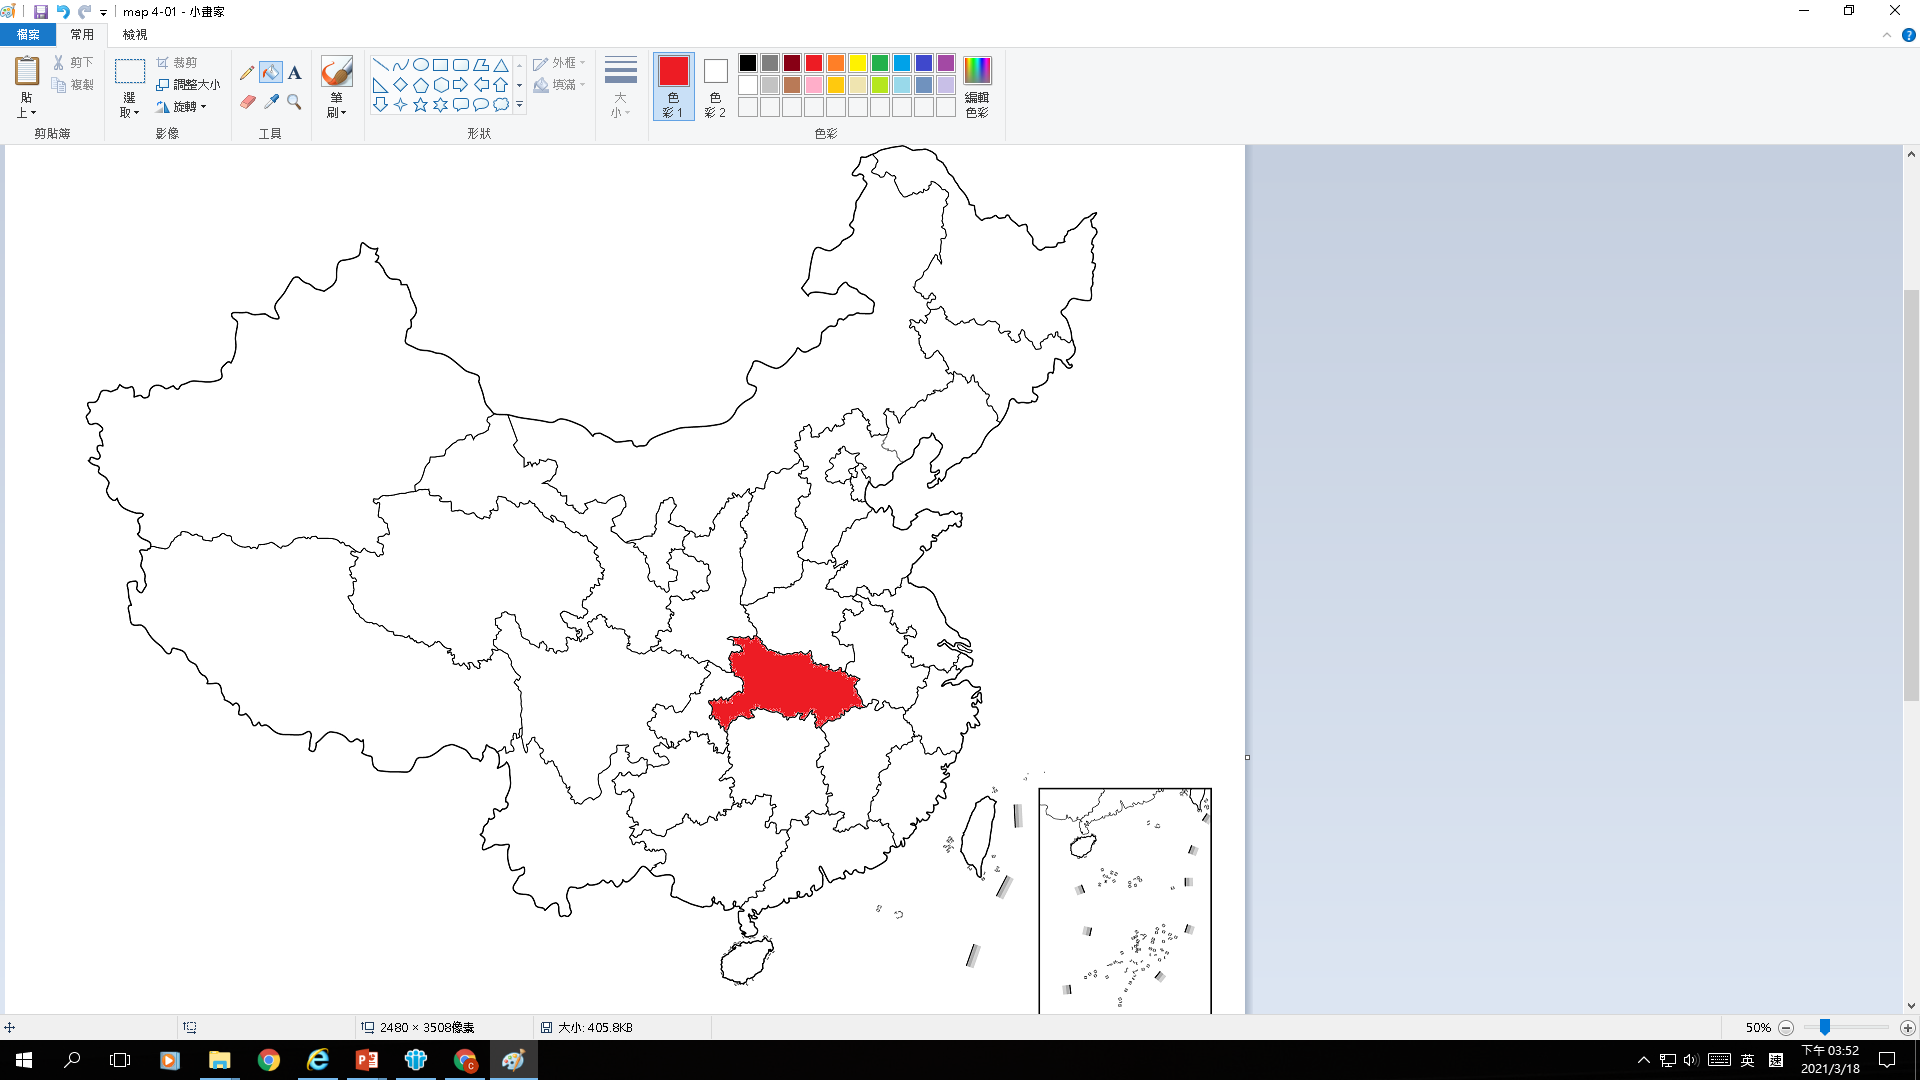 map 4-01 - 小畫家
檔案
常用
檢視
貼
上
剪下
複製
剪貼簿
選
取
裁剪
調整大小
旋轉
影像
A
工具
筆
刷
形狀
外框
填滿
大
小
色
彩 1
色
彩 2
色彩
編輯
色彩
2480 × 3508像素
大小: 405.8KB
50%
英
速
下午 03:52
2021/3/18